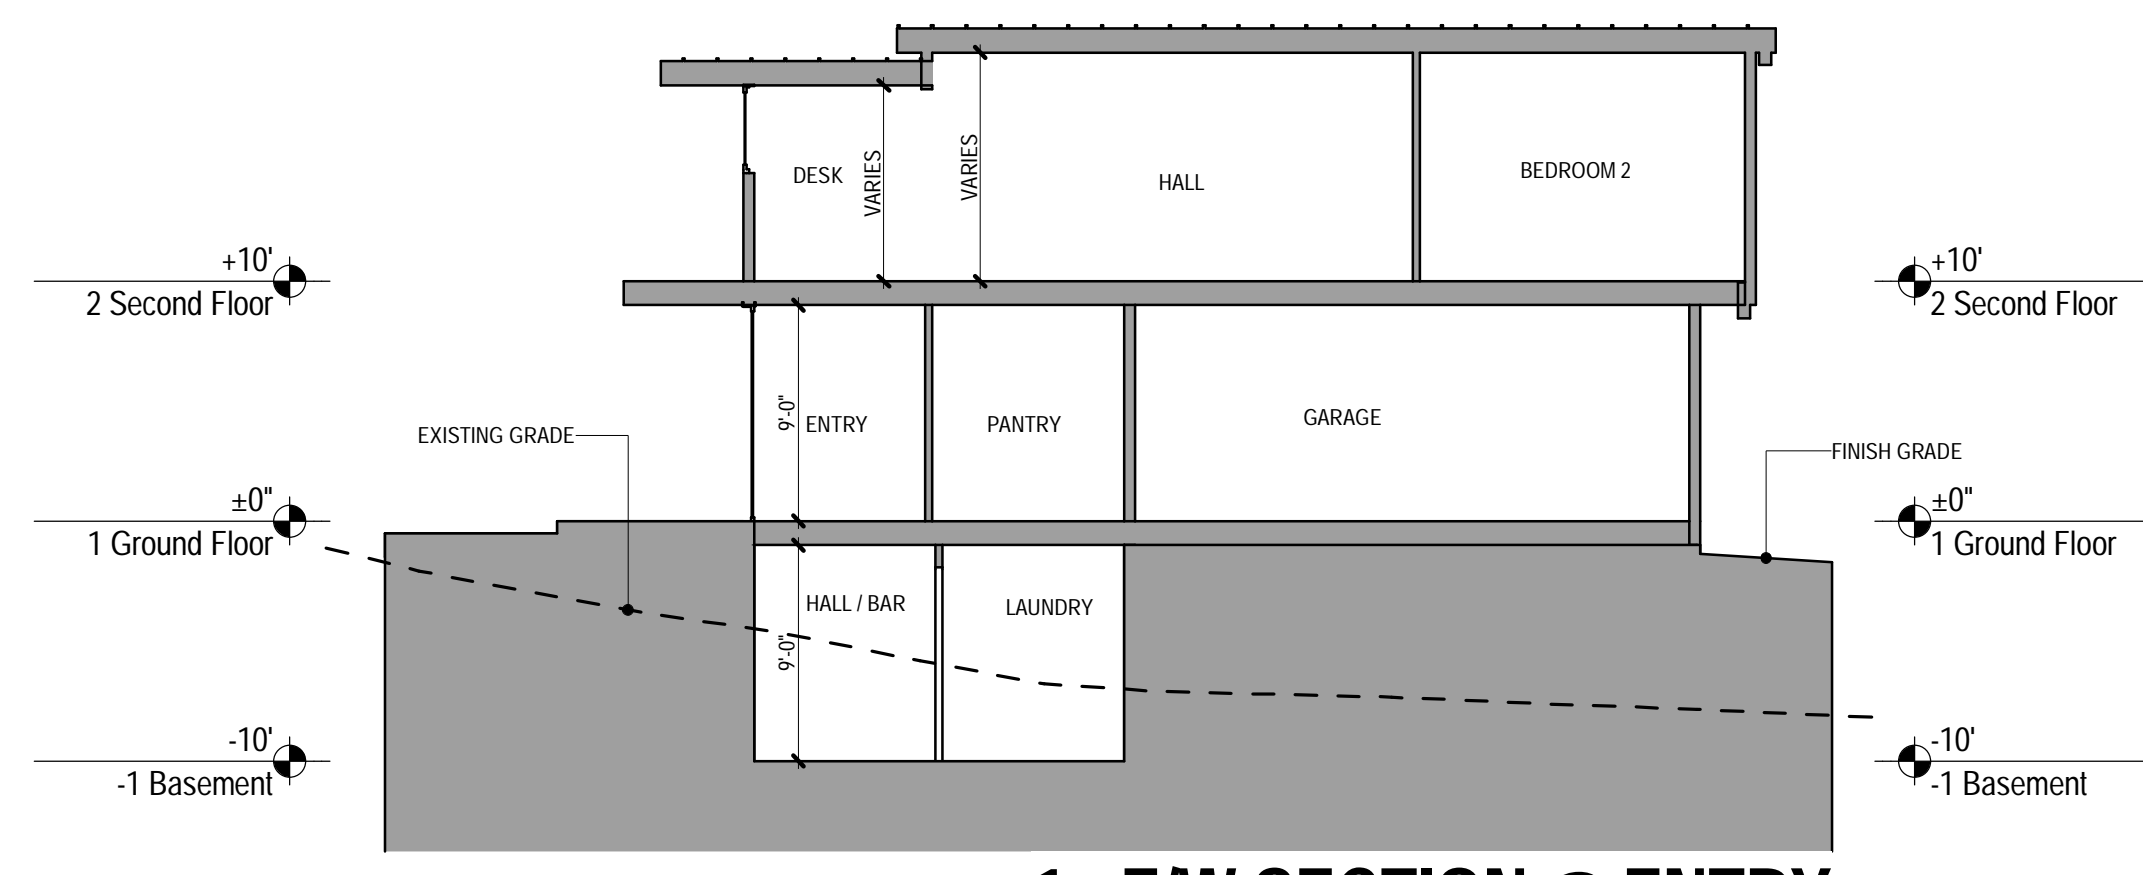 DESK
VARIES
VARIES
HALL
BEDROOM 2
+10'
2 Second Floor
+10'
2 Second Floor
9'-0"
ENTRY
PANTRY
GARAGE
EXISTING GRADE
FINISH GRADE
±0"
1 Ground Floor
±0"
1 Ground Floor
HALL / BAR
LAUNDRY
9'-0"
-10'
-1 Basement
-10'
-1 Basement
E/W SECTION @ ENTRY